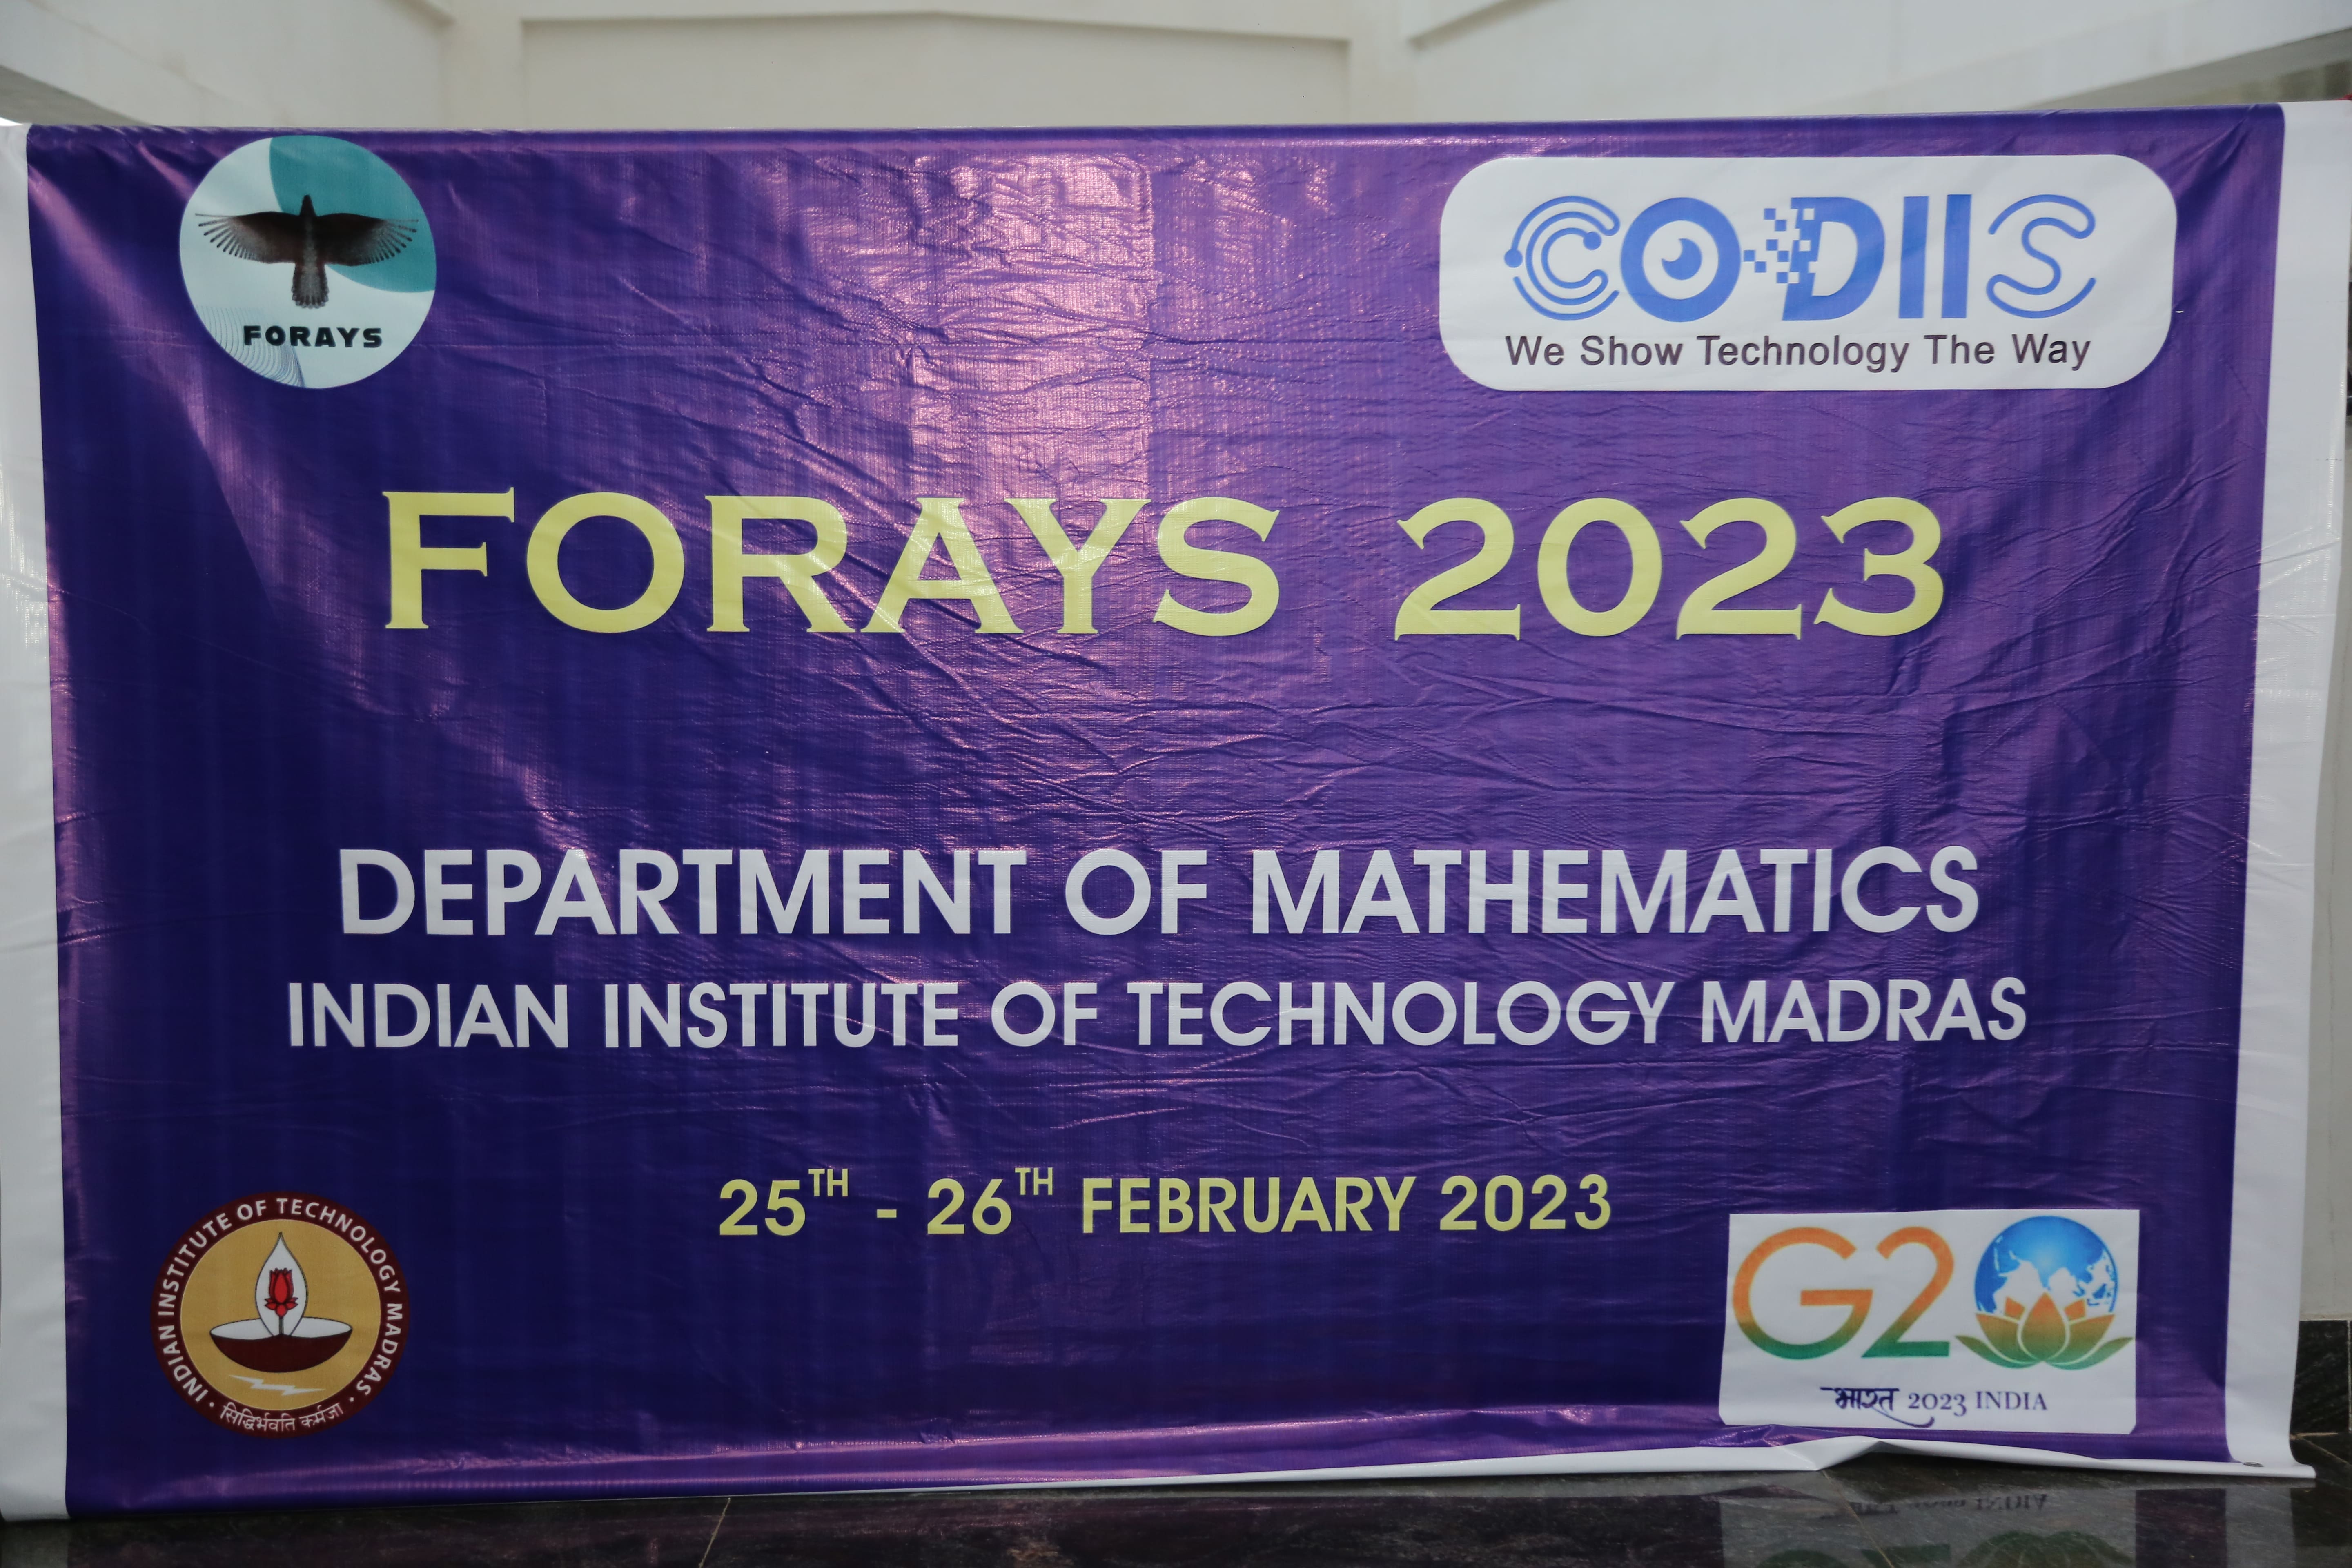 FORAYS
CODIIS
We Show Technology The Way
FORAYS 2023
DEPARTMENT OF MATHEMATICS
INDIAN INSTITUTE OF TECHNOLOGY MADRAS
25TH - 26TH FEBRUARY 2023
INDIAN INSTITUTE OF TECHNOLOGY MADRAS
सिद्धिर्भवति कर्मजा
G20
भारत 2023 INDIA